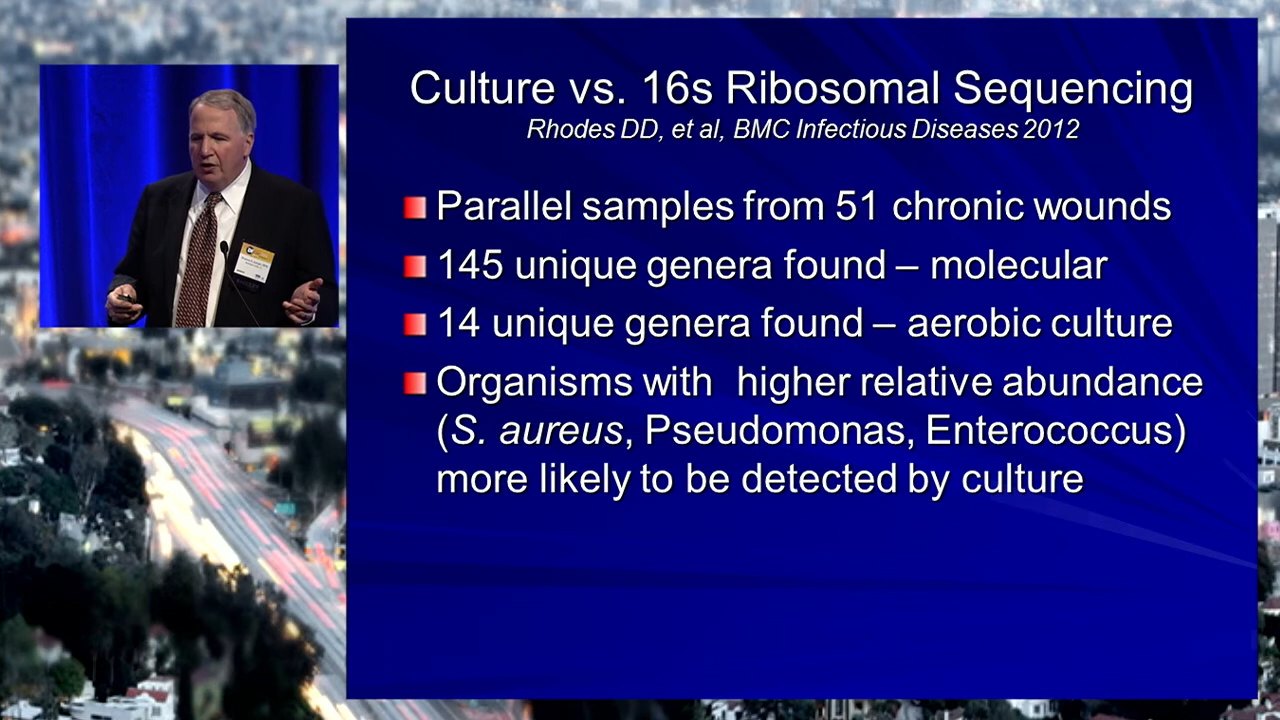 Culture vs. 16s Ribosomal Sequencing
Rhodes DD, et al, BMC Infectious Diseases 2012
Parallel samples from 51 chronic wounds
145 unique genera found – molecular
14 unique genera found – aerobic culture
Organisms with higher relative abundance
(S. aureus, Pseudomonas, Enterococcus)
more likely to be detected by culture